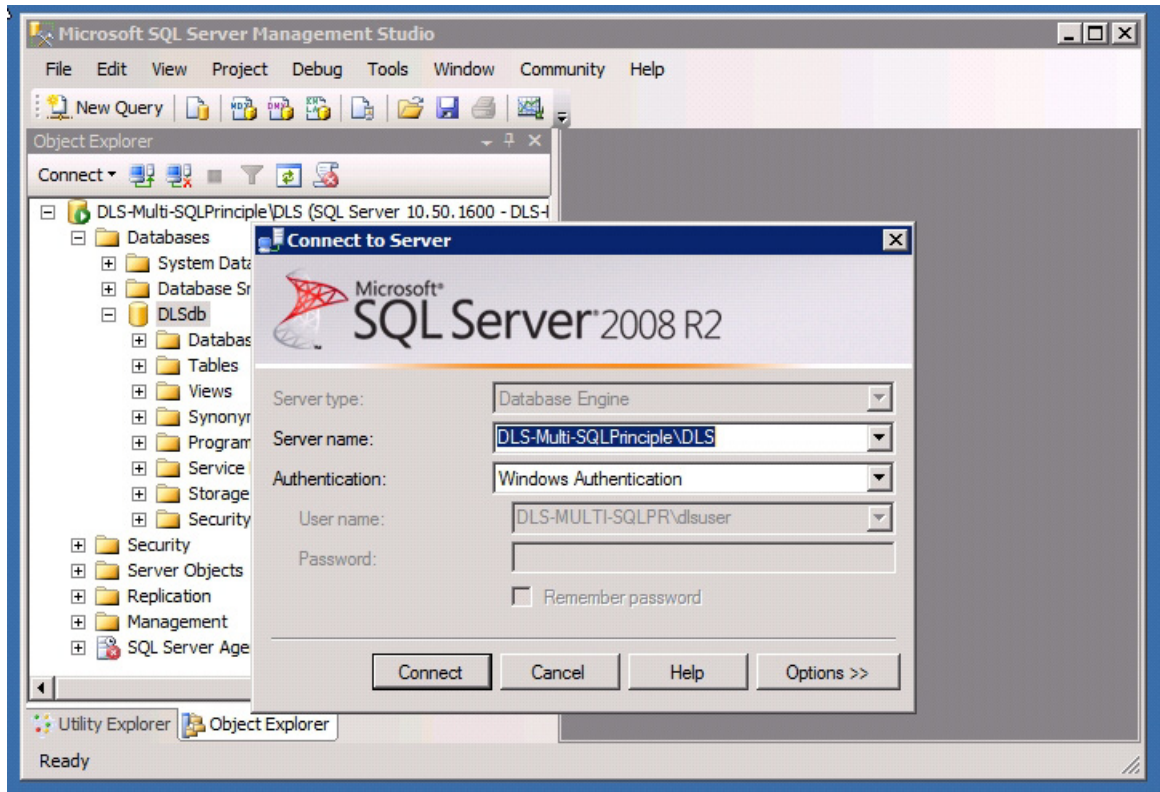 Microsoft SQL Server Management Studio
File Edit View Project Debug Tools Window Community Help
New Query
Object Explorer
Connect
DLS-Multi-SQLPrinciple\DLS (SQL Server 10.50.1600 - DLS-
Databases
System Data
Database Sn
DLSdb
Databas
Tables
Views
Synonyr
Program
Service
Storage
Security
Security
Server Objects
Replication
Management
SQL Server Age
Connect to Server
Microsoft®
SQL Server® 2008 R2
Server type: Database Engine
Server name: DLS-Multi-SQLPrinciple\DLS
Authentication: Windows Authentication
User name: DLS-MULTI-SQLPR\dlsuser
Password:
Remember password
Connect Cancel Help Options >>
Utility Explorer Object Explorer
Ready